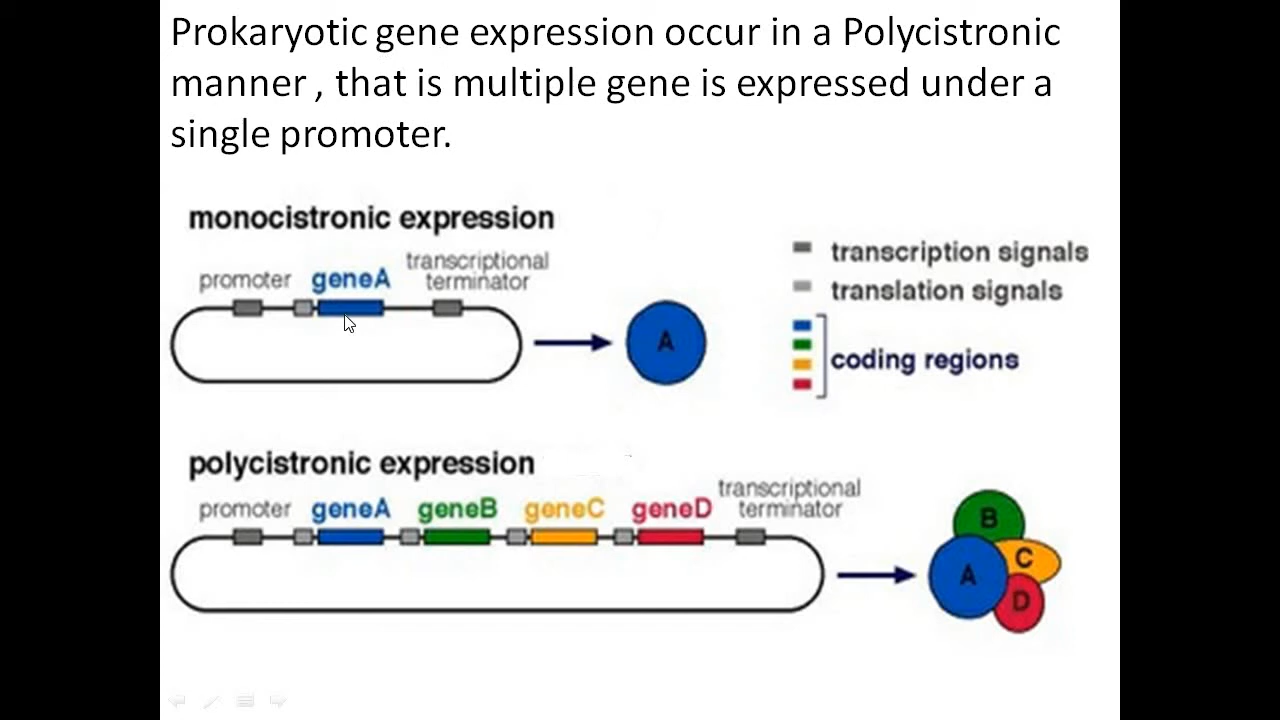 Prokaryotic gene expression occur in a Polycistronic
manner , that is multiple gene is expressed under a
single promoter.
monocistronic expression
promoter geneA transcriptional
terminator
A
transcription signals
translation signals
coding regions
polycistronic expression
promoter geneA geneB geneC geneD transcriptional
terminator
B
A C
D